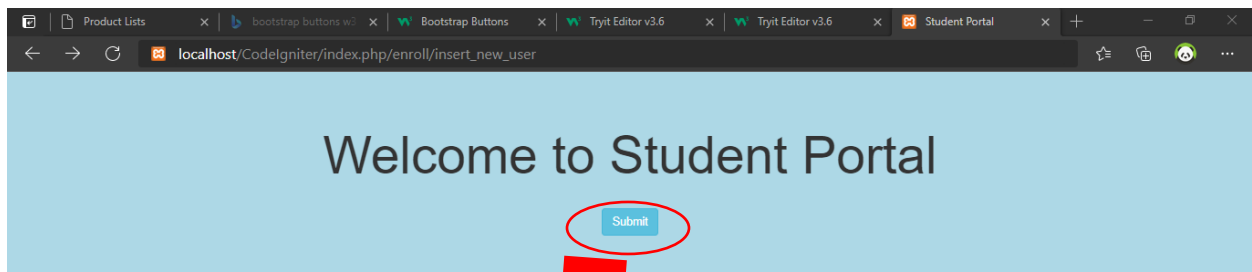 Product Lists
bootstrap buttons w3
Bootstrap Buttons
Tryit Editor v3.6
Tryit Editor v3.6
Student Portal
localhost/CodeIgniter/index.php/enroll/insert_new_user
Welcome to Student Portal
Submit